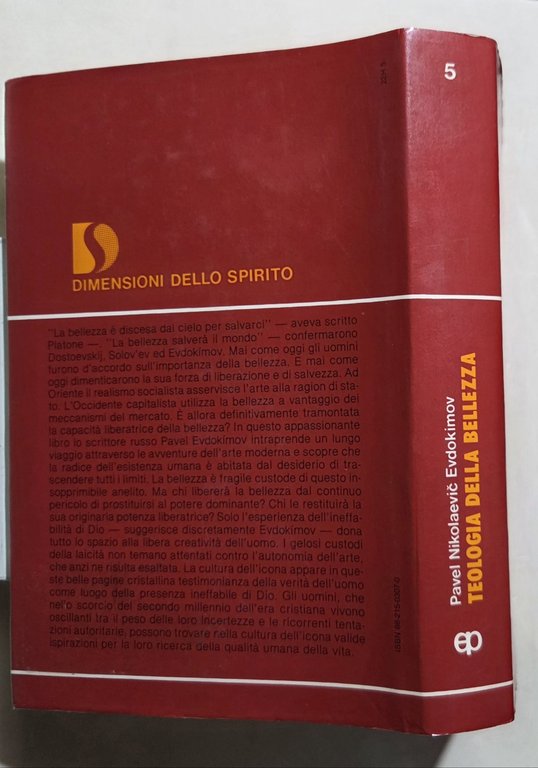 DIMENSIONI DELLO SPIRITO
"La bellezza è discesa dal cielo per salvarci" — aveva scritto
Platone —. "La bellezza salverà il mondo" — confermarono
Dostoevskij, Solov'ev ed Evdokimov. Mai come oggi gli uomini
furono d'accordo sull'importanza della bellezza. E mai come
oggi dimenticarono la sua forza di liberazione e di salvezza. Ad
Oriente il realismo socialista asservisce l'arte alla ragion di sta-
to. L'Occidente capitalista utilizza la bellezza a vantaggio dei
meccanismi del mercato. È allora definitivamente tramontata
la capacità liberatrice della bellezza? In questo appassionante
libro lo scrittore russo Pavel Evdokimov intraprende un lungo
viaggio attraverso le avventure dell'arte moderna e scopre che
la radice dell'esistenza umana è abitata dal desiderio di tra-
scendere tutti i limiti. La bellezza è fragile custode di questo in-
sopprimibile anelito. Ma chi libererà la bellezza dal continuo
pericolo di prostituirsi al potere dominante? Chi le restituirà la
sua originaria potenza liberatrice? Solo l'esperienza dell'ineffa-
bilità di Dio — suggerisce discretamente Evdokimov — dona
tutto lo spazio alla libera creatività dell'uomo. I gelosi custodi
della laicità non temano attentati contro l'autonomia dell'arte,
che anzi ne risulta esaltata. La cultura dell'icona appare in que-
ste belle pagine cristallina testimonianza della verità dell'uomo
come luogo della presenza ineffabile di Dio. Gli uomini, che
nello scorcio del secondo millennio dell'era cristiana vivono
oscillanti tra il peso delle loro incertezze e le ricorrenti tenta-
zioni autoritarie, possono trovare nella cultura dell'icona valide
ispirazioni per la loro ricerca della qualità umana della vita.
ISBN 88-215-0307-0
5
Pavel Nikolaevič Evdokimov
TEOLOGIA DELLA BELLEZZA
ep